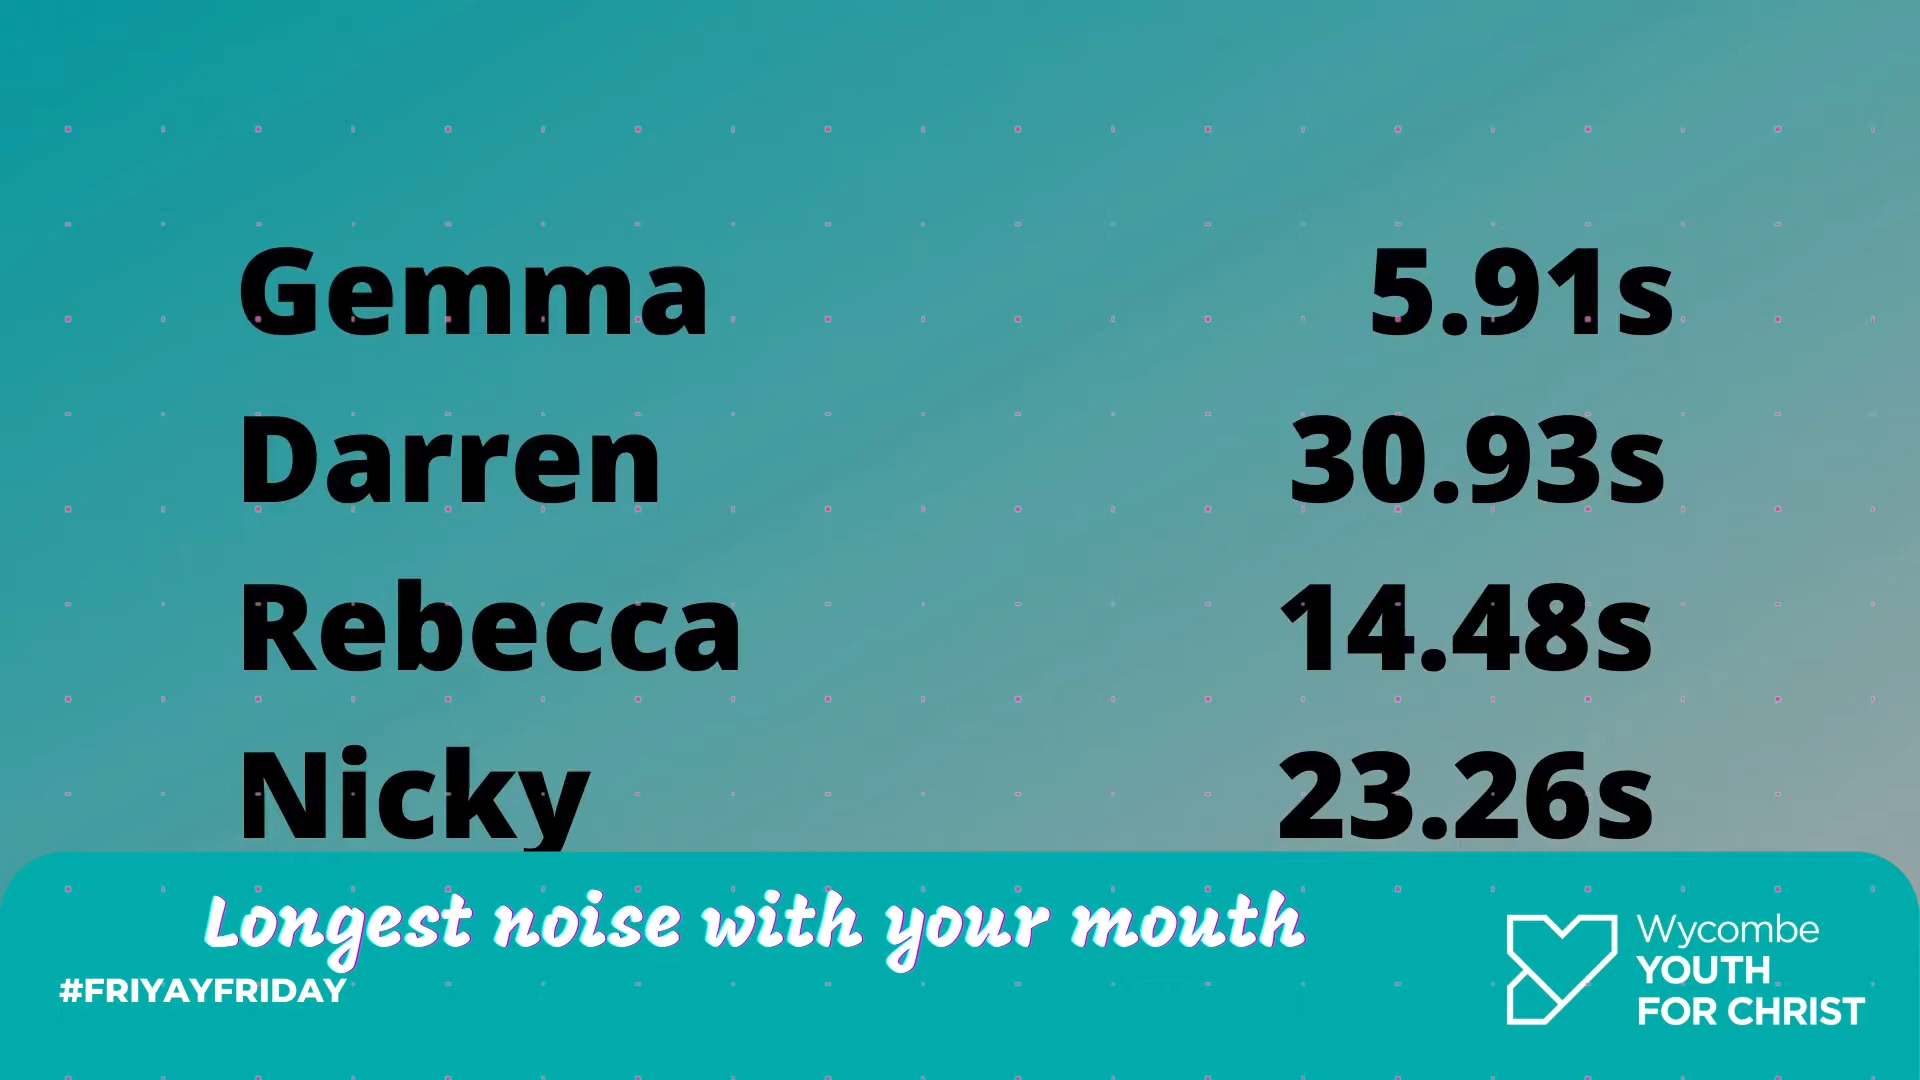 Gemma 5.91s
Darren 30.93s
Rebecca 14.48s
Nicky 23.26s
Longest noise with your mouth
#FRIYAYFRIDAY
Wycombe
YOUTH
FOR CHRIST